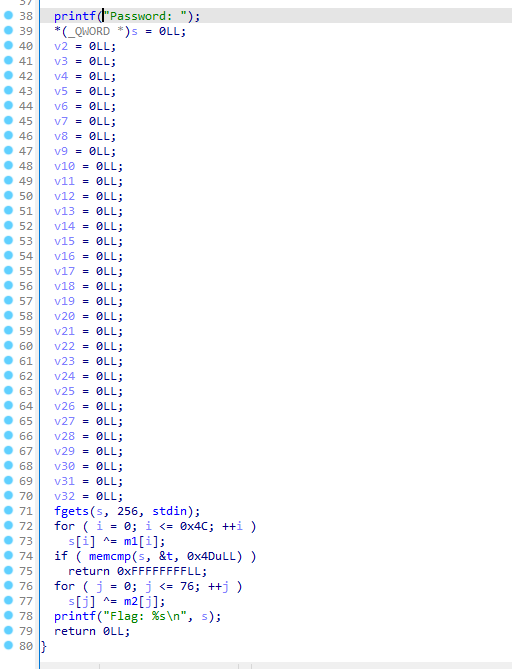 37
38 printf("Password: ");
39 *(_QWORD *)s = 0LL;
40 v2 = 0LL;
41 v3 = 0LL;
42 v4 = 0LL;
43 v5 = 0LL;
44 v6 = 0LL;
45 v7 = 0LL;
46 v8 = 0LL;
47 v9 = 0LL;
48 v10 = 0LL;
49 v11 = 0LL;
50 v12 = 0LL;
51 v13 = 0LL;
52 v14 = 0LL;
53 v15 = 0LL;
54 v16 = 0LL;
55 v17 = 0LL;
56 v18 = 0LL;
57 v19 = 0LL;
58 v20 = 0LL;
59 v21 = 0LL;
60 v22 = 0LL;
61 v23 = 0LL;
62 v24 = 0LL;
63 v25 = 0LL;
64 v26 = 0LL;
65 v27 = 0LL;
66 v28 = 0LL;
67 v29 = 0LL;
68 v30 = 0LL;
69 v31 = 0LL;
70 v32 = 0LL;
71 fgets(s, 256, stdin);
72 for ( i = 0; i <= 0x4C; ++i )
73 s[i] ^= m1[i];
74 if ( memcmp(s, &t, 0x4DuLL) )
75 return 0xFFFFFFFFLL;
76 for ( j = 0; j <= 76; ++j )
77 s[j] ^= m2[j];
78 printf("Flag: %s\n", s);
79 return 0LL;
80 }